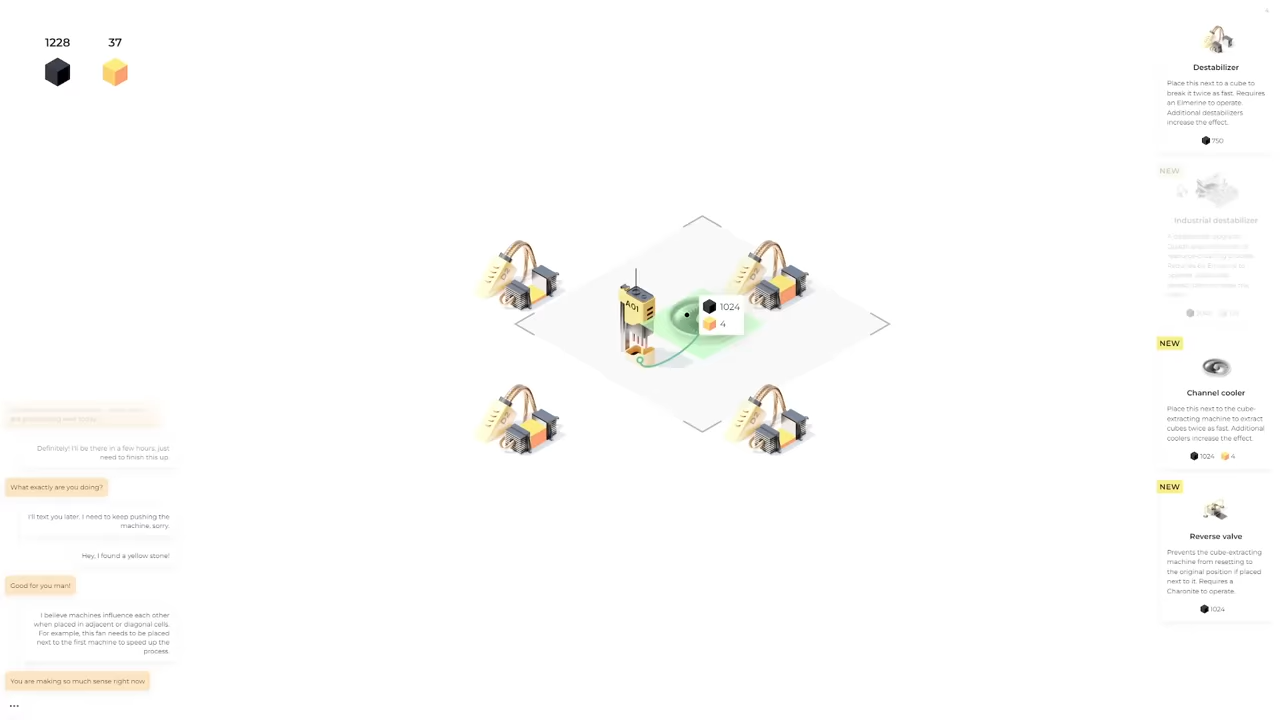 1228
37
A01
1024
4
are processing over today.
Definitely! I'll be there in a few hours, just
need to finish this up.
What exactly are you doing?
I'll text you later. I need to keep pushing the
machine, sorry.
Hey, I found a yellow stone!
Good for you man!
I believe machines influence each other
when placed in adjacent or diagonal cells.
For example, this fan needs to be placed
next to the first machine to speed up the
process.
You are making so much sense right now
...
Destabilizer
Place this next to a cube to
break it twice as fast. Requires
an Elmerine to operate.
Additional destabilizers
increase the effect.
750
NEW
Industrial destabilizer
NEW
Channel cooler
Place this next to the cube-
extracting machine to extract
cubes twice as fast. Additional
coolers increase the effect.
1024
4
NEW
Reverse valve
Prevents the cube-extracting
machine from resetting to
the original position if placed
next to it. Requires a
Charonite to operate.
1024